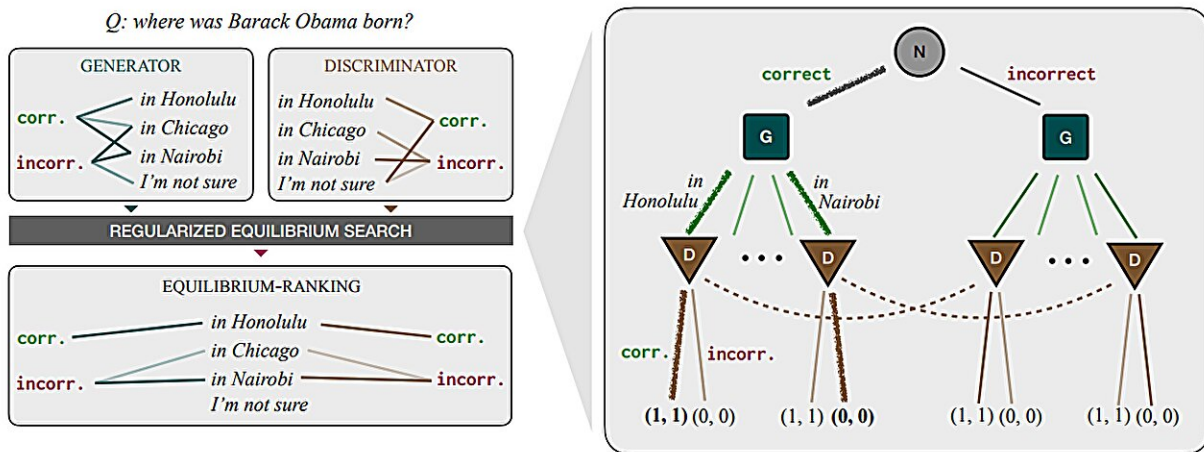 Q: where was Barack Obama born?
GENERATOR
corr.
incorr.
in Honolulu
in Chicago
in Nairobi
I'm not sure
DISCRIMINATOR
in Honolulu
in Chicago
in Nairobi
I'm not sure
corr.
incorr.
REGULARIZED EQUILIBRIUM SEARCH
EQUILIBRIUM-RANKING
corr.
incorr.
in Honolulu
in Chicago
in Nairobi
I'm not sure
corr.
incorr.
N
correct
incorrect
G
G
in
Honolulu
in
Nairobi
D
D
D
D
corr.
incorr.
(1, 1) (0, 0)
(1, 1) (0, 0)
(1, 1) (0, 0)
(1, 1) (0, 0)